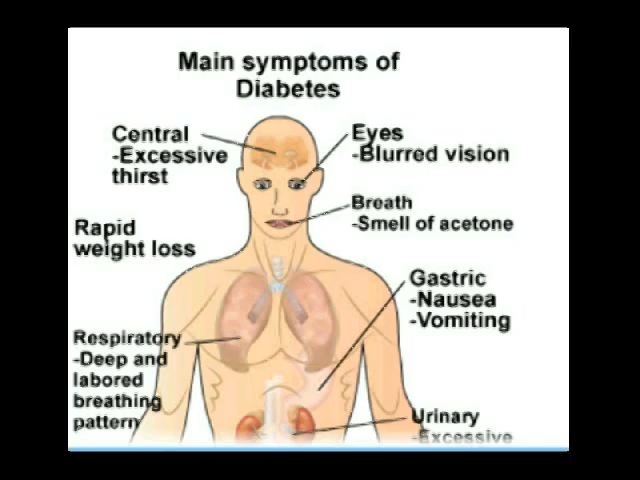 Main symptoms of
Diabetes
Central
-Excessive
thirst
Eyes
-Blurred vision
Breath
-Smell of acetone
Rapid
weight loss
Gastric
-Nausea
-Vomiting
Respiratory
-Deep and
labored
breathing
pattern
Urinary
-Excessive